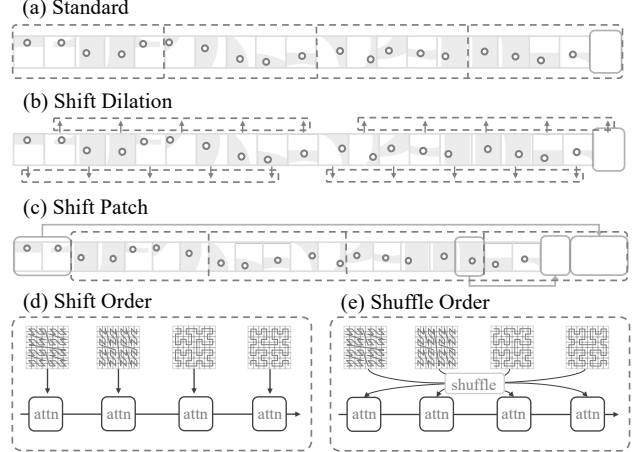 (a) Standard
(b) Shift Dilation
(c) Shift Patch
(d) Shift Order
(e) Shuffle Order
shuffle
attn attn attn attn
attn attn attn attn